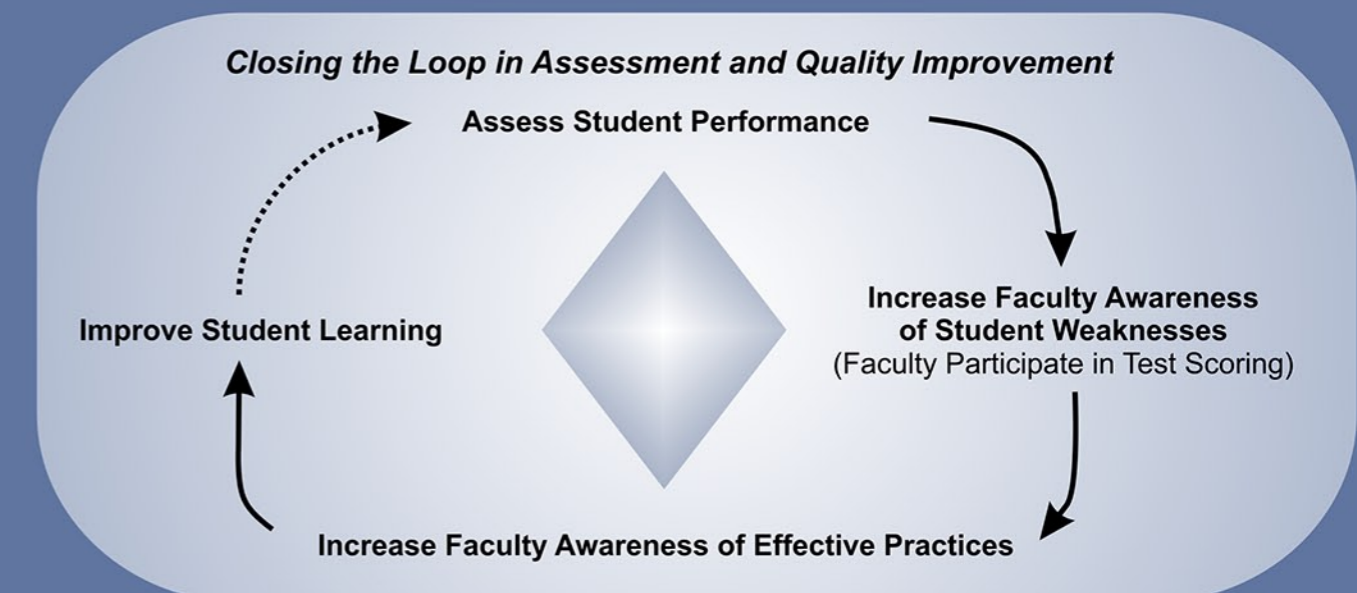 Closing the Loop in Assessment and Quality Improvement
Assess Student Performance
Increase Faculty Awareness
of Student Weaknesses
(Faculty Participate in Test Scoring)
Improve Student Learning
Increase Faculty Awareness of Effective Practices